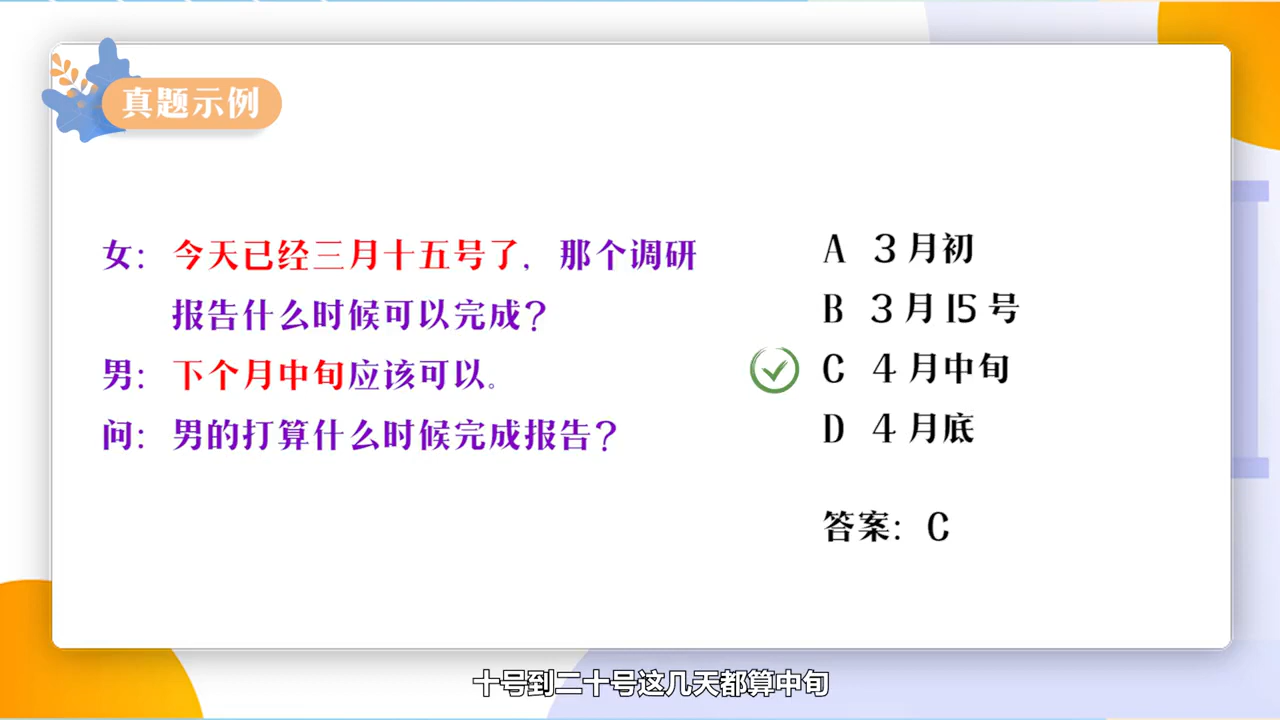 真题示例
女：今天已经三月十五号了，那个调研
报告什么时候可以完成？
男：下个月中旬应该可以。
问：男的打算什么时候完成报告？
A 3月初
B 3月15号
C 4月中旬
D 4月底
答案：C
十号到二十号这几天都算中旬